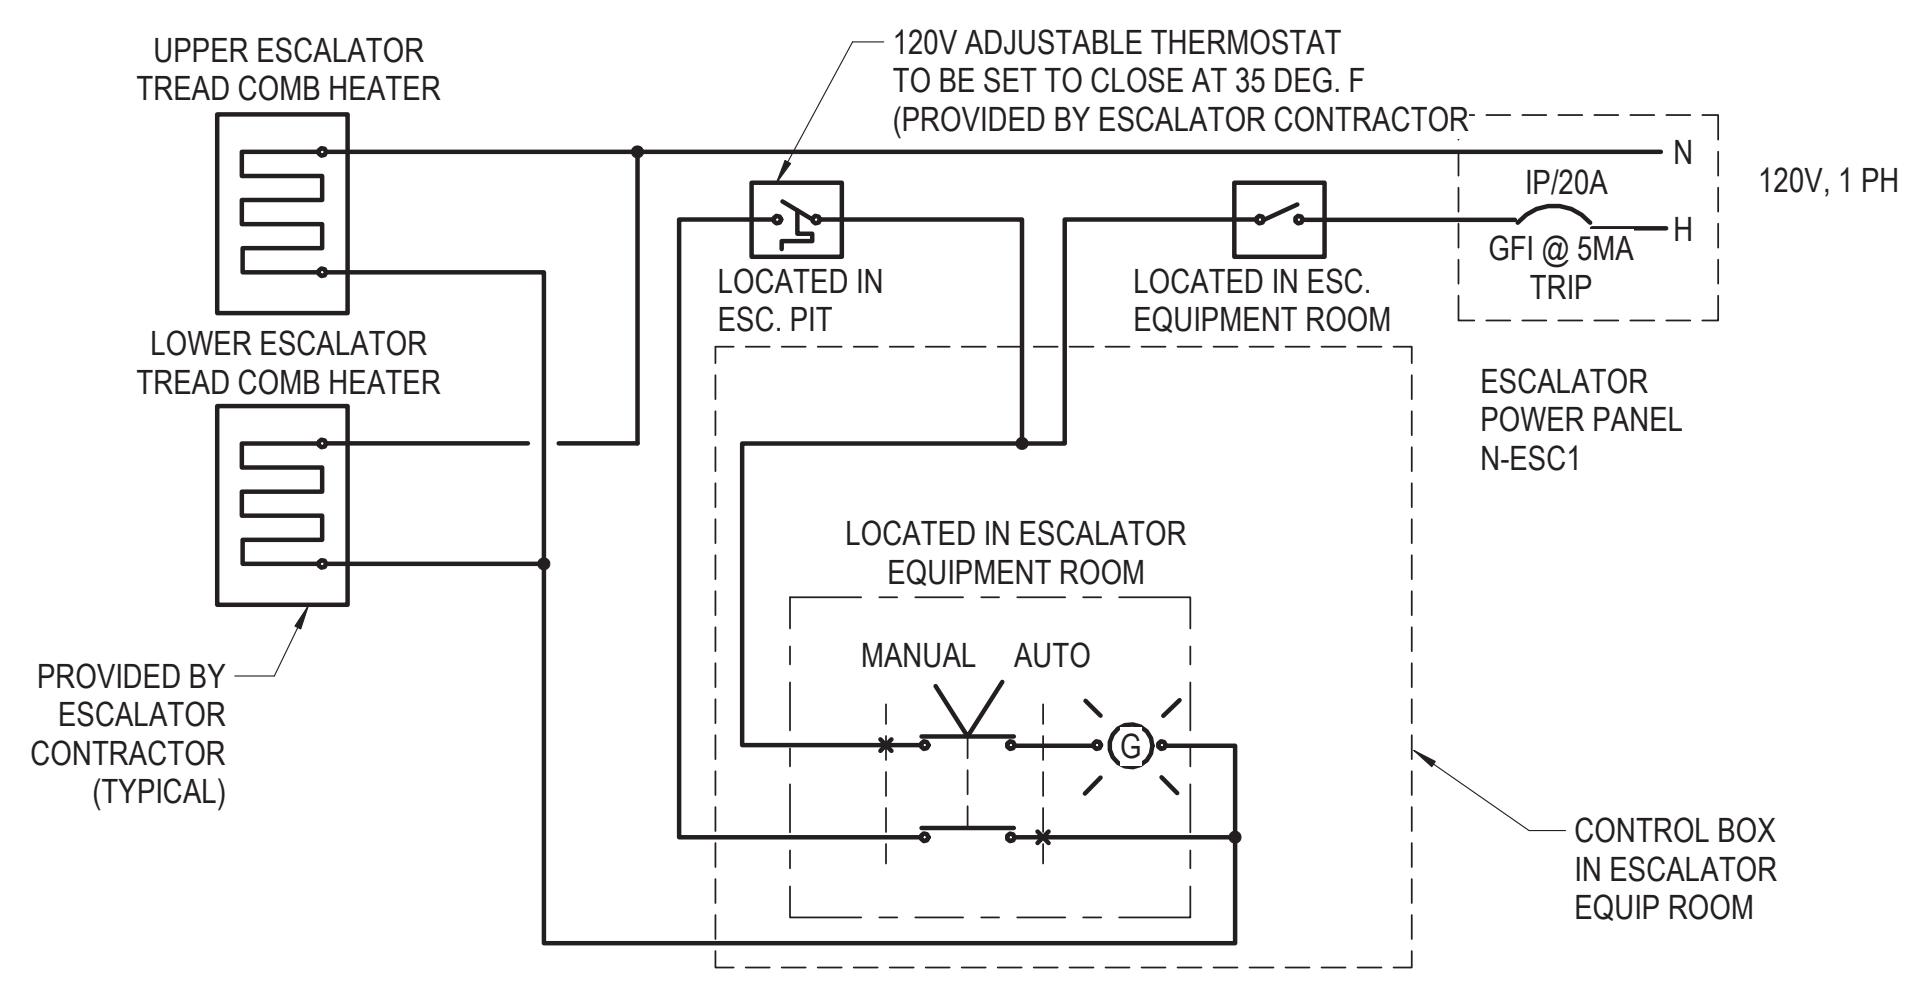 UPPER ESCALATOR
TREAD COMB HEATER
120V ADJUSTABLE THERMOSTAT
TO BE SET TO CLOSE AT 35 DEG. F
(PROVIDED BY ESCALATOR CONTRACTOR
N
120V, 1 PH
IP/20A
H
GFI @ 5MA
TRIP
LOCATED IN
ESC. PIT
LOCATED IN ESC.
EQUIPMENT ROOM
LOWER ESCALATOR
TREAD COMB HEATER
ESCALATOR
POWER PANEL
N-ESC1
LOCATED IN ESCALATOR
EQUIPMENT ROOM
MANUAL AUTO
G
PROVIDED BY
ESCALATOR
CONTRACTOR
(TYPICAL)
CONTROL BOX
IN ESCALATOR
EQUIP ROOM